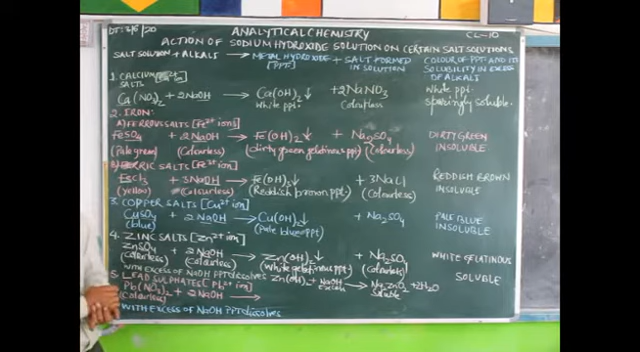 DT:3/6/20 ANALYTICAL CHEMISTRY CL-10
ACTION OF SODIUM HYDROXIDE SOLUTION ON CERTAIN SALT SOLUTIONS
SALT SOLUTION + ALKALI → METAL HYDROXIDE [PPT] + SALT FORMED IN SOLUTION COLOUR OF PPT AND ITS SOLUBILITY IN EXCESS OF ALKALI
1. CALCIUM SALTS
Ca(NO3)2 + 2NaOH → Ca(OH)2↓ + 2NaNO3 White ppt.
White ppt Colourless sparingly soluble.
2. IRON:
A) FERROUS SALTS [Fe2+ ions]
FeSO4 + 2NaOH → Fe(OH)2↓ + Na2SO4 DIRTY GREEN
(Pale green) (Colourless) (dirty green gelatinous ppt) (Colourless) INSOLUBLE
FERRIC SALTS
FeCl3 + 3NaOH → Fe(OH)3↓ + 3NaCl REDDISH BROWN
(yellow) (Colourless) (Reddish brown ppt) (Colourless) INSOLUBLE
3. COPPER SALTS [Cu2+ ion]
CuSO4 + 2NaOH → Cu(OH)2↓ + Na2SO4 PALE BLUE
(blue) (Pale blue ppt) INSOLUBLE
4. ZINC SALTS [Zn2+ ion]
ZnSO4 + 2NaOH → Zn(OH)2↓ + Na2SO4 WHITE GELATINOUS
(colourless) (colourless) (White gelatinous ppt) (colourless)
WITH EXCESS OF NaOH PPT dissolves Zn(OH)2 + NaOH excess → Na2ZnO2 + 2H2O SOLUBLE
soluble
5. LEAD SULPHATES [Pb2+ ion]
Pb(NO3)2 + 2NaOH →
(Colourless)
WITH EXCESS OF NaOH PPT dissolves